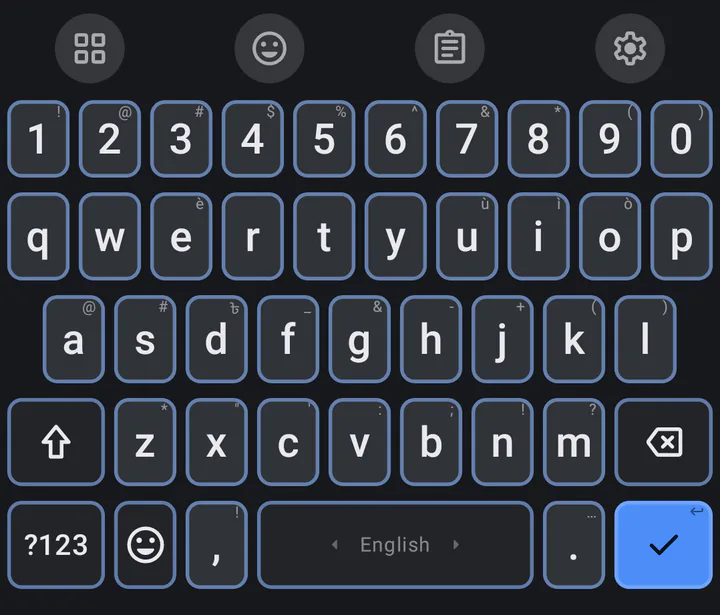 1 ! 2 @ 3 # 4 $ 5 % 6 ^ 7 & 8 * 9 ( 0 )
q w e è r t y u ù i ì o ò p
a @ s # d f _ g & h - j + k ( l )
z * x " c ' v : b ; n ! m ?
?123 , ! English . …